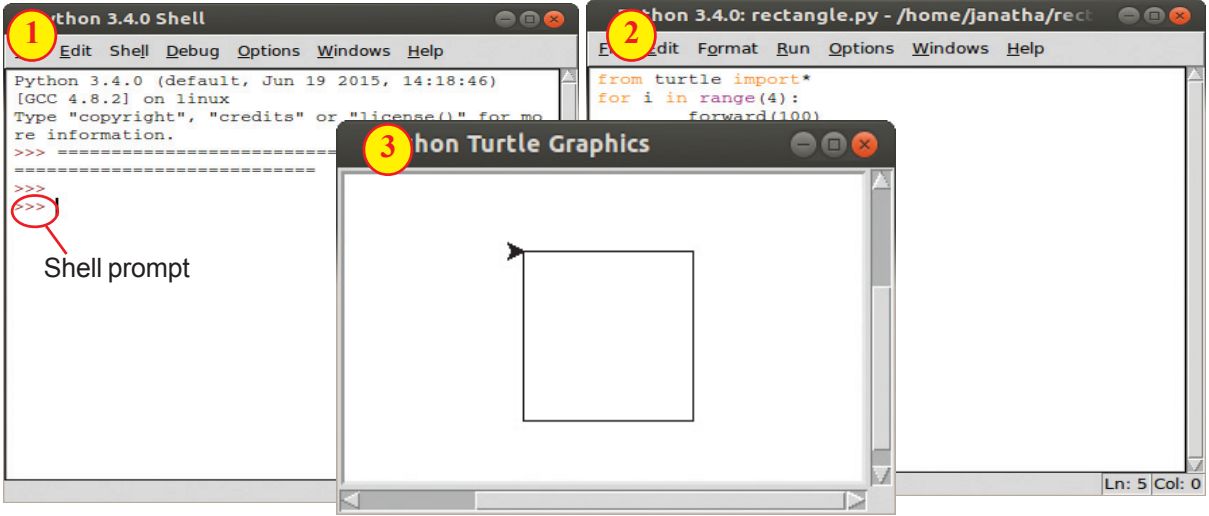 1
ython 3.4.0 Shell
Edit Shell Debug Options Windows Help
Python 3.4.0 (default, Jun 19 2015, 14:18:46)
[GCC 4.8.2] on linux
Type "copyright", "credits" or "license()" for mo
re information.
>>> ==========================
============================
>>>
>>>
Shell prompt
2
thon 3.4.0: rectangle.py - /home/janatha/rect
Edit Format Run Options Windows Help
from turtle import*
for i in range(4):
forward(100)
Ln: 5 Col: 0
3
hon Turtle Graphics